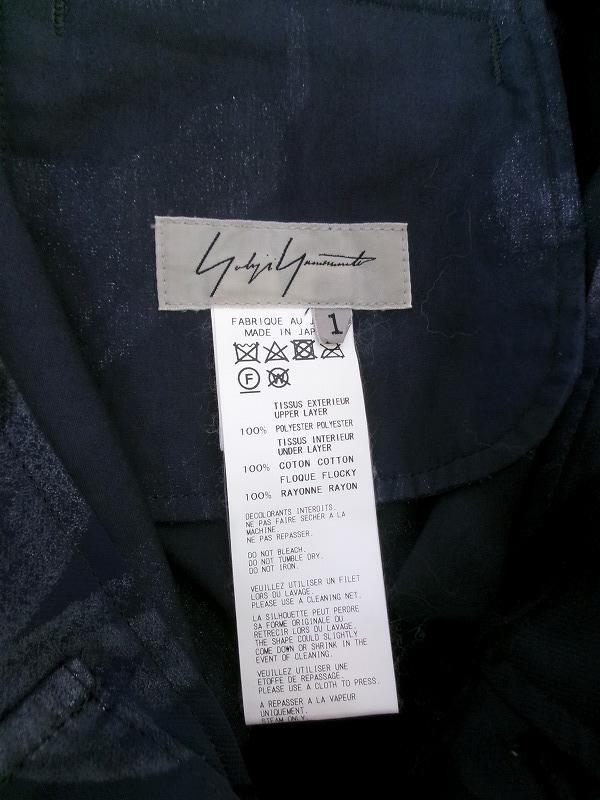 Yohji Yamamoto
1
FABRIQUE AU
MADE IN JAP
F
W
TISSUS EXTERIEUR
UPPER LAYER
100% POLYESTER POLYESTER
TISSUS INTERIEUR
UNDER LAYER
100% COTON COTTON
FLOQUE FLOCKY
100% RAYONNE RAYON
DECOLORANTS INTERDITS.
NE PAS FAIRE SECHER A LA
MACHINE.
NE PAS REPASSER.
DO NOT BLEACH.
DO NOT TUMBLE DRY.
DO NOT IRON.
VEUILLEZ UTILISER UN FILET
LORS DU LAVAGE.
PLEASE USE A CLEANING NET.
LA SILHOUETTE PEUT PERDRE
SA FORME ORIGINALE OU
RETRECIR LORS DU LAVAGE.
THE SHAPE COULD SLIGHTLY
COME DOWN OR SHRINK IN THE
EVENT OF CLEANING.
VEUILLEZ UTILISER UNE
ETOFFE DE REPASSAGE.
PLEASE USE A CLOTH TO PRESS.
A REPASSER A LA VAPEUR
UNIQUEMENT.
STEAM ONLY.